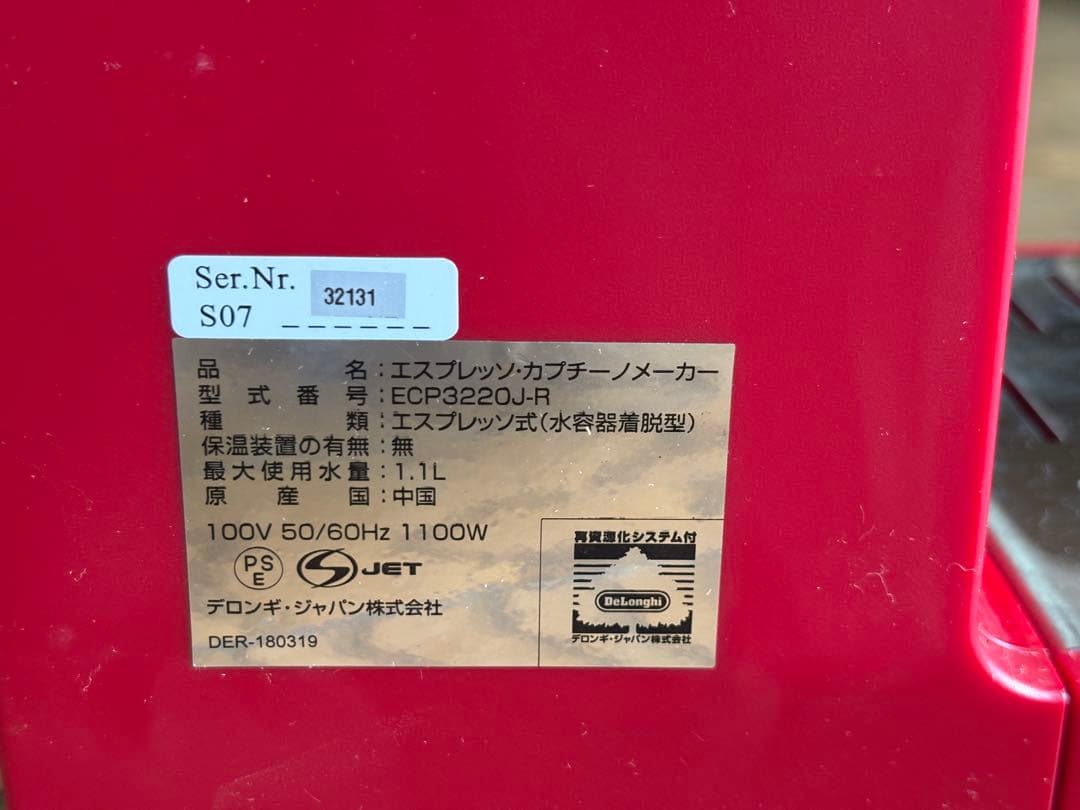 Ser.Nr. 32131
S07 _ _ _ _ _ _
品名:エスプレッソ・カプチーノメーカー
型式番号:ECP3220J-R
種類:エスプレッソ式(水容器着脱型)
保温装置の有無:無
最大使用水量:1.1L
原産国:中国
100V 50/60Hz 1100W
PS
E
JET
デロンギ・ジャパン株式会社
DER-180319
再資源化システム付
DeLonghi
デロンギ・ジャパン株式会社